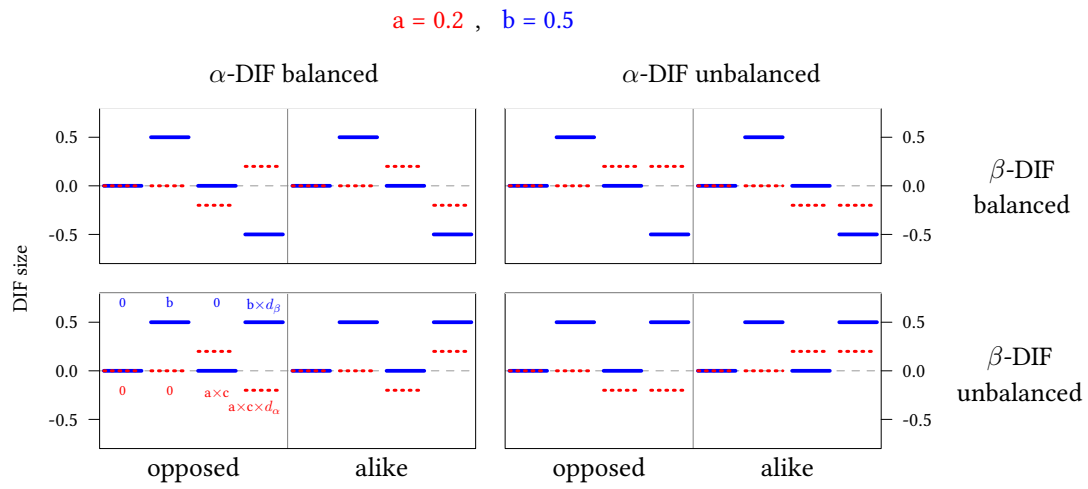 a = 0.2 , b = 0.5
α-DIF balanced
α-DIF unbalanced
DIF size
0.5
0.0
-0.5
0.5
0.0
-0.5
β-DIF
balanced
0.5
0.0
-0.5
0 b 0 b×dβ
0 0 a×c
a×c×dα
0.5
0.0
-0.5
β-DIF
unbalanced
opposed alike opposed alike